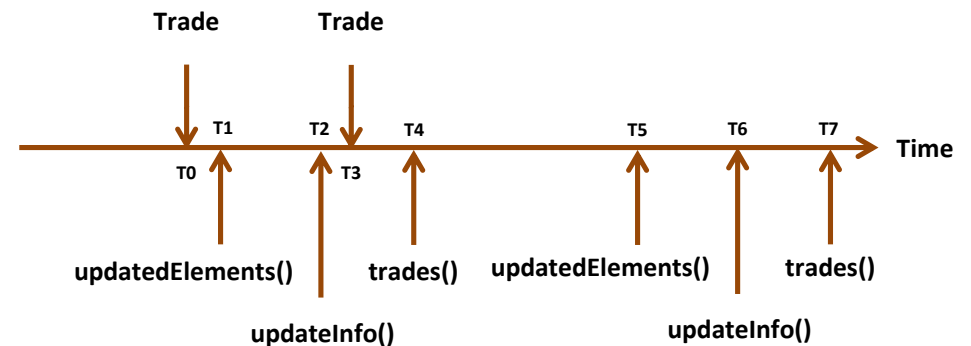 Trade Trade
T1 T2 T4 T5 T6 T7
Time
T0 T3
updatedElements() trades() updatedElements() trades()
updateInfo() updateInfo()